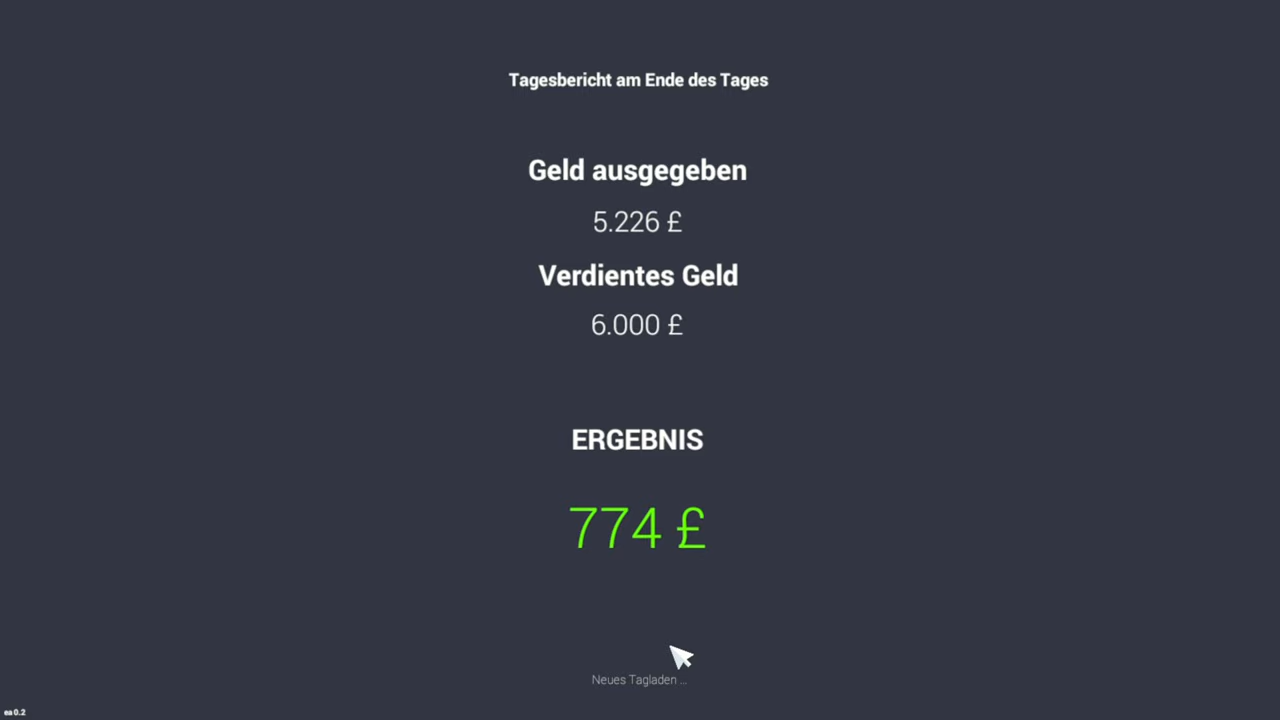 Tagesbericht am Ende des Tages
Geld ausgegeben
5.226 £
Verdientes Geld
6.000 £
ERGEBNIS
774 £
Neues Tagladen ...
ea 0.2